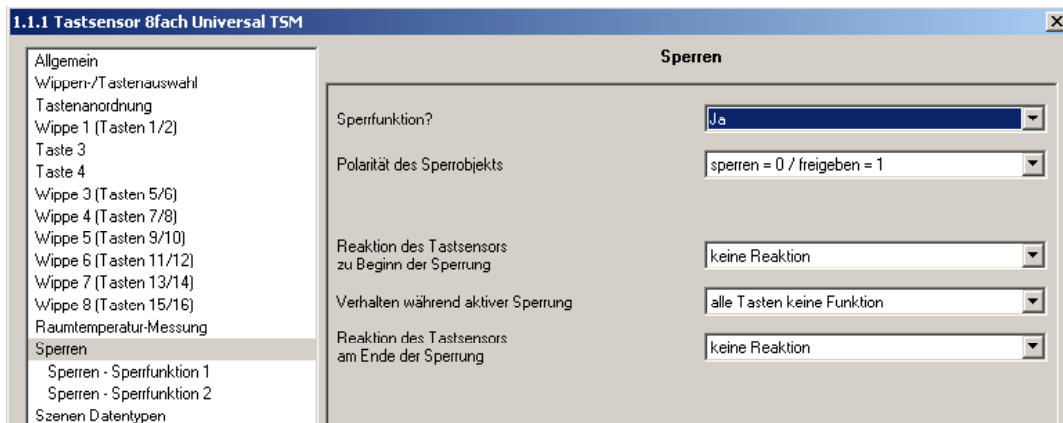 1.1.1 Tastsensor 8fach Universal TSM
Allgemein
Wippen-/Tastenauswahl
Tastenanordnung
Wippe 1 (Tasten 1/2)
Taste 3
Taste 4
Wippe 3 (Tasten 5/6)
Wippe 4 (Tasten 7/8)
Wippe 5 (Tasten 9/10)
Wippe 6 (Tasten 11/12)
Wippe 7 (Tasten 13/14)
Wippe 8 (Tasten 15/16)
Raumtemperatur-Messung
Sperren
Sperren - Sperrfunktion 1
Sperren - Sperrfunktion 2
Szenen Datentypen
Sperren
Sperrfunktion?
Ja
Polarität des Sperrobjekts
sperren = 0 / freigeben = 1
Reaktion des Tastsensors
zu Beginn der Sperrung
keine Reaktion
Verhalten während aktiver Sperrung
alle Tasten keine Funktion
Reaktion des Tastsensors
am Ende der Sperrung
keine Reaktion